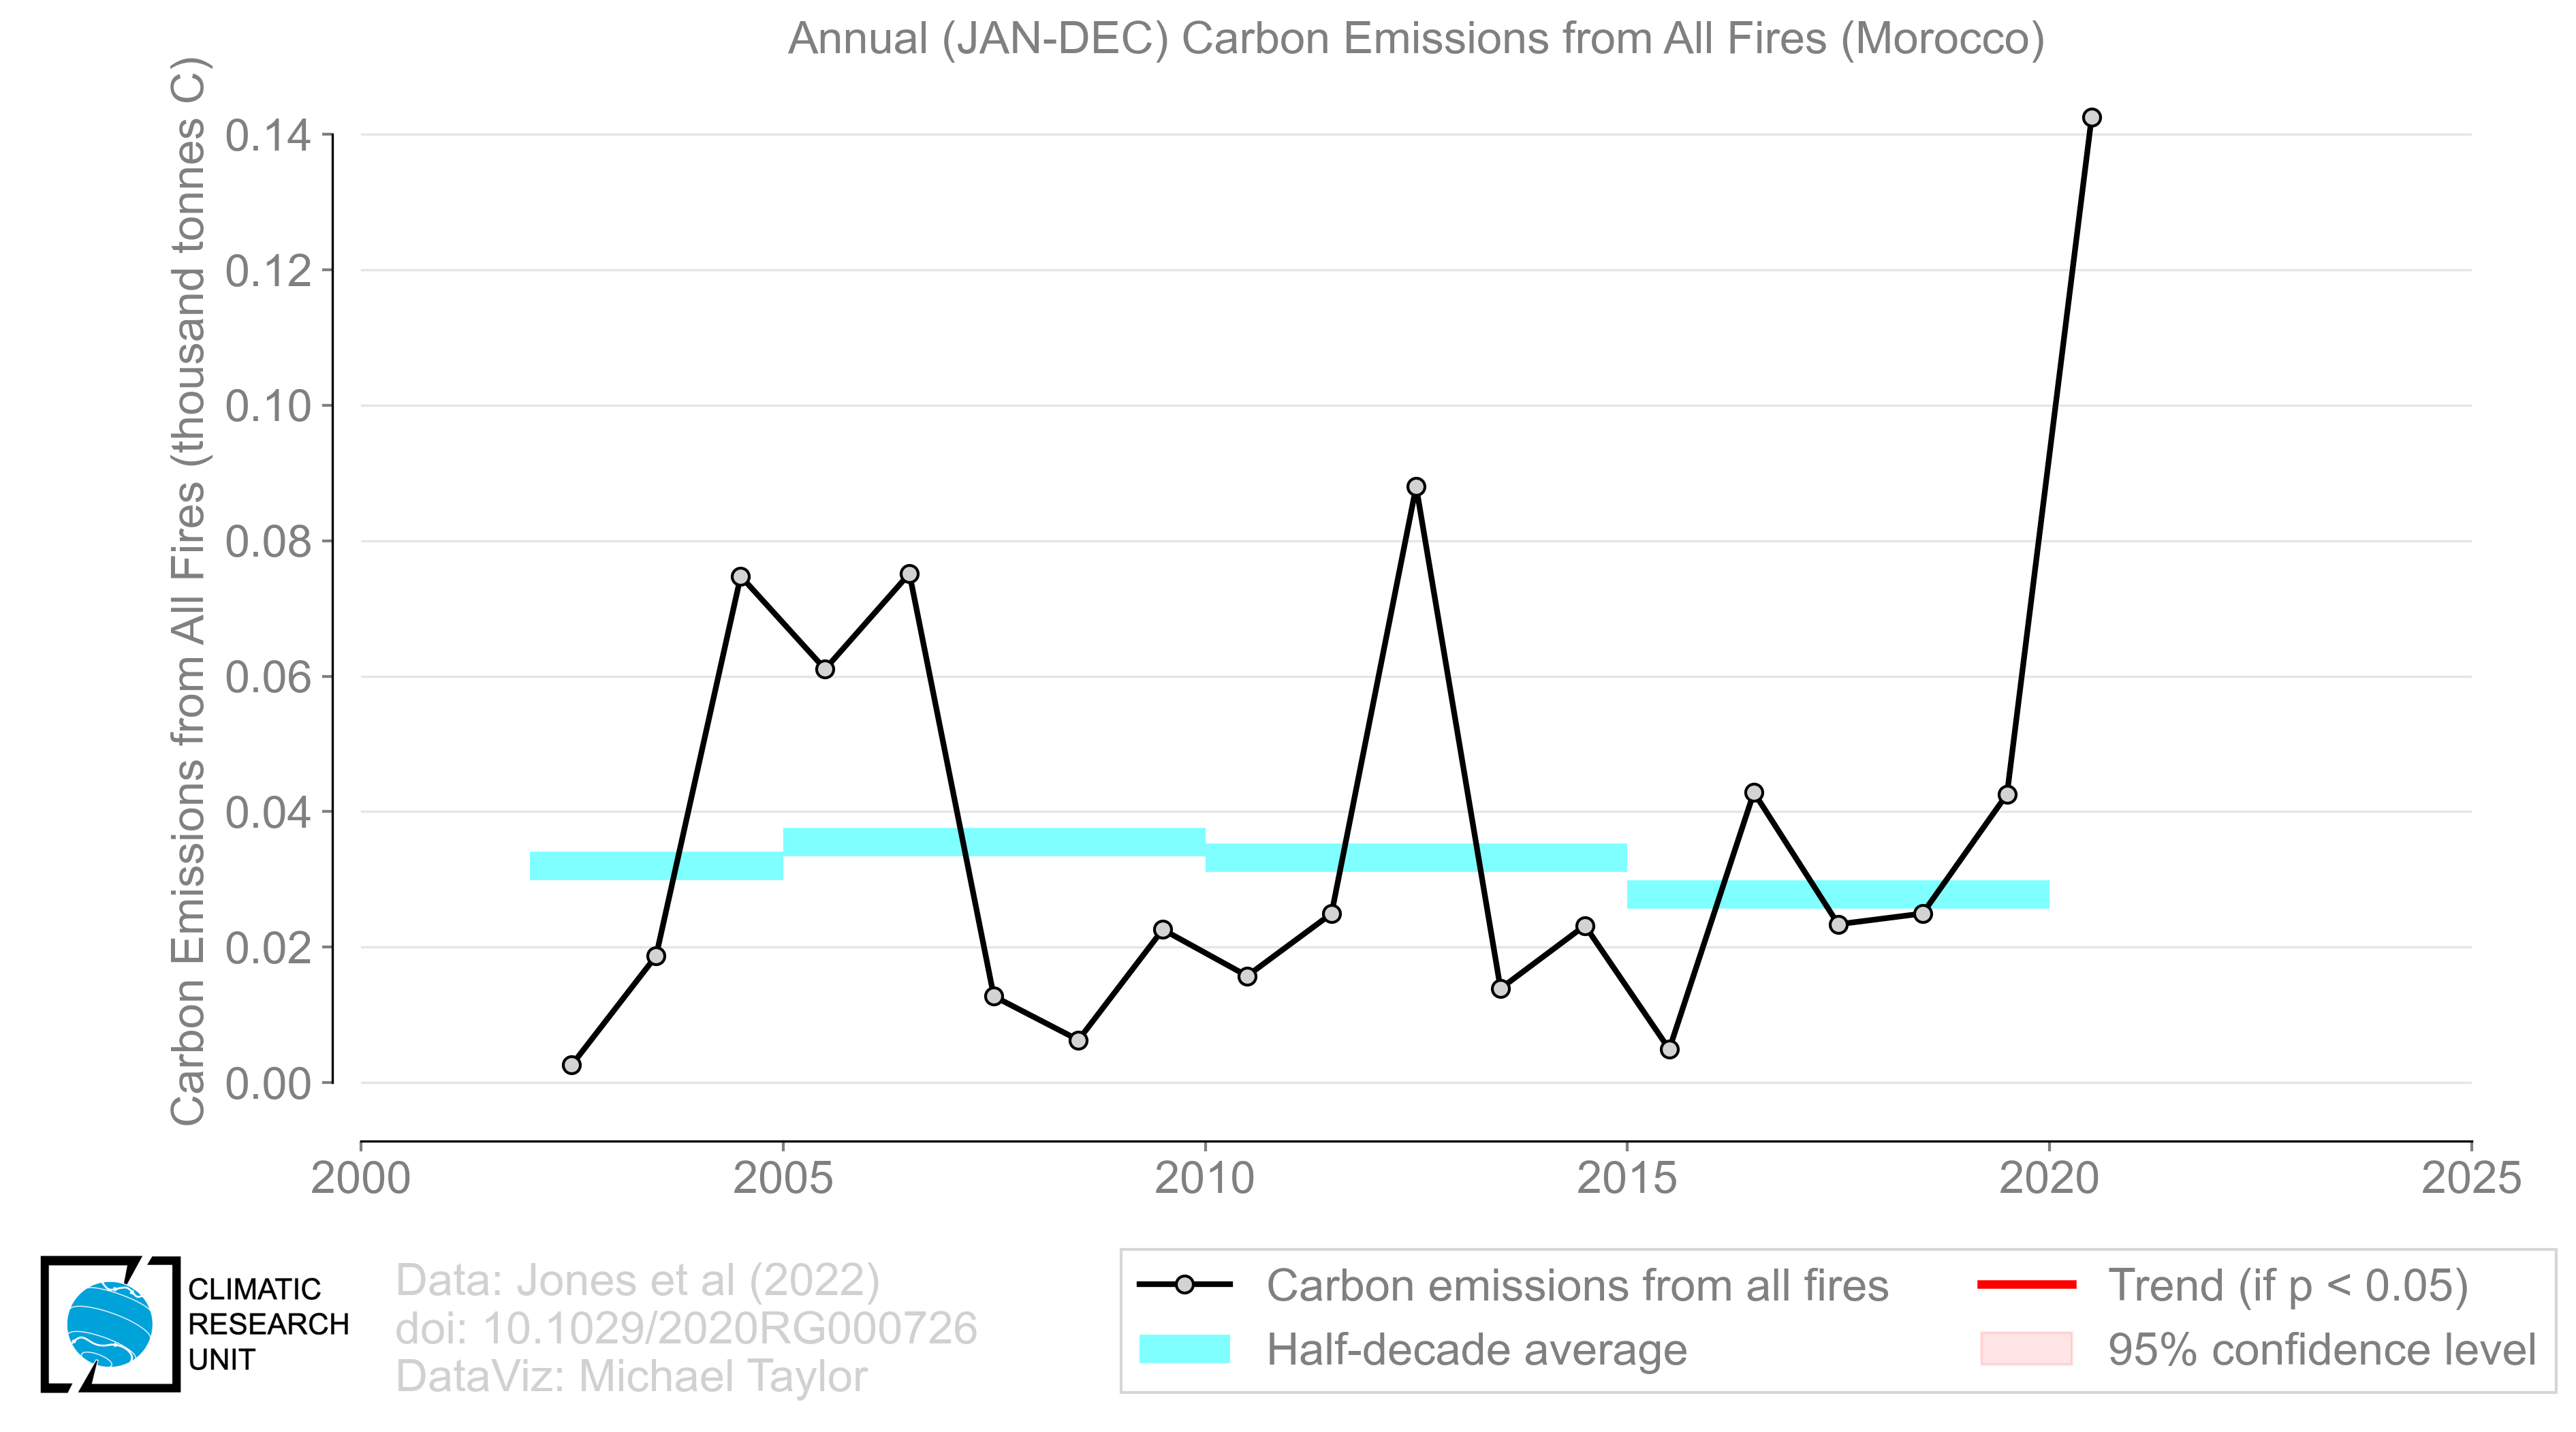 Annual (JAN-DEC) Carbon Emissions from All Fires (Morocco)
Carbon Emissions from All Fires (thousand tonnes C)
0.14
0.12
0.10
0.08
0.06
0.04
0.02
0.00
2000 2005 2010 2015 2020 2025
CLIMATIC
RESEARCH
UNIT
Data: Jones et al (2022)
doi: 10.1029/2020RG000726
DataViz: Michael Taylor
Carbon emissions from all fires
Half-decade average
Trend (if p < 0.05)
95% confidence level